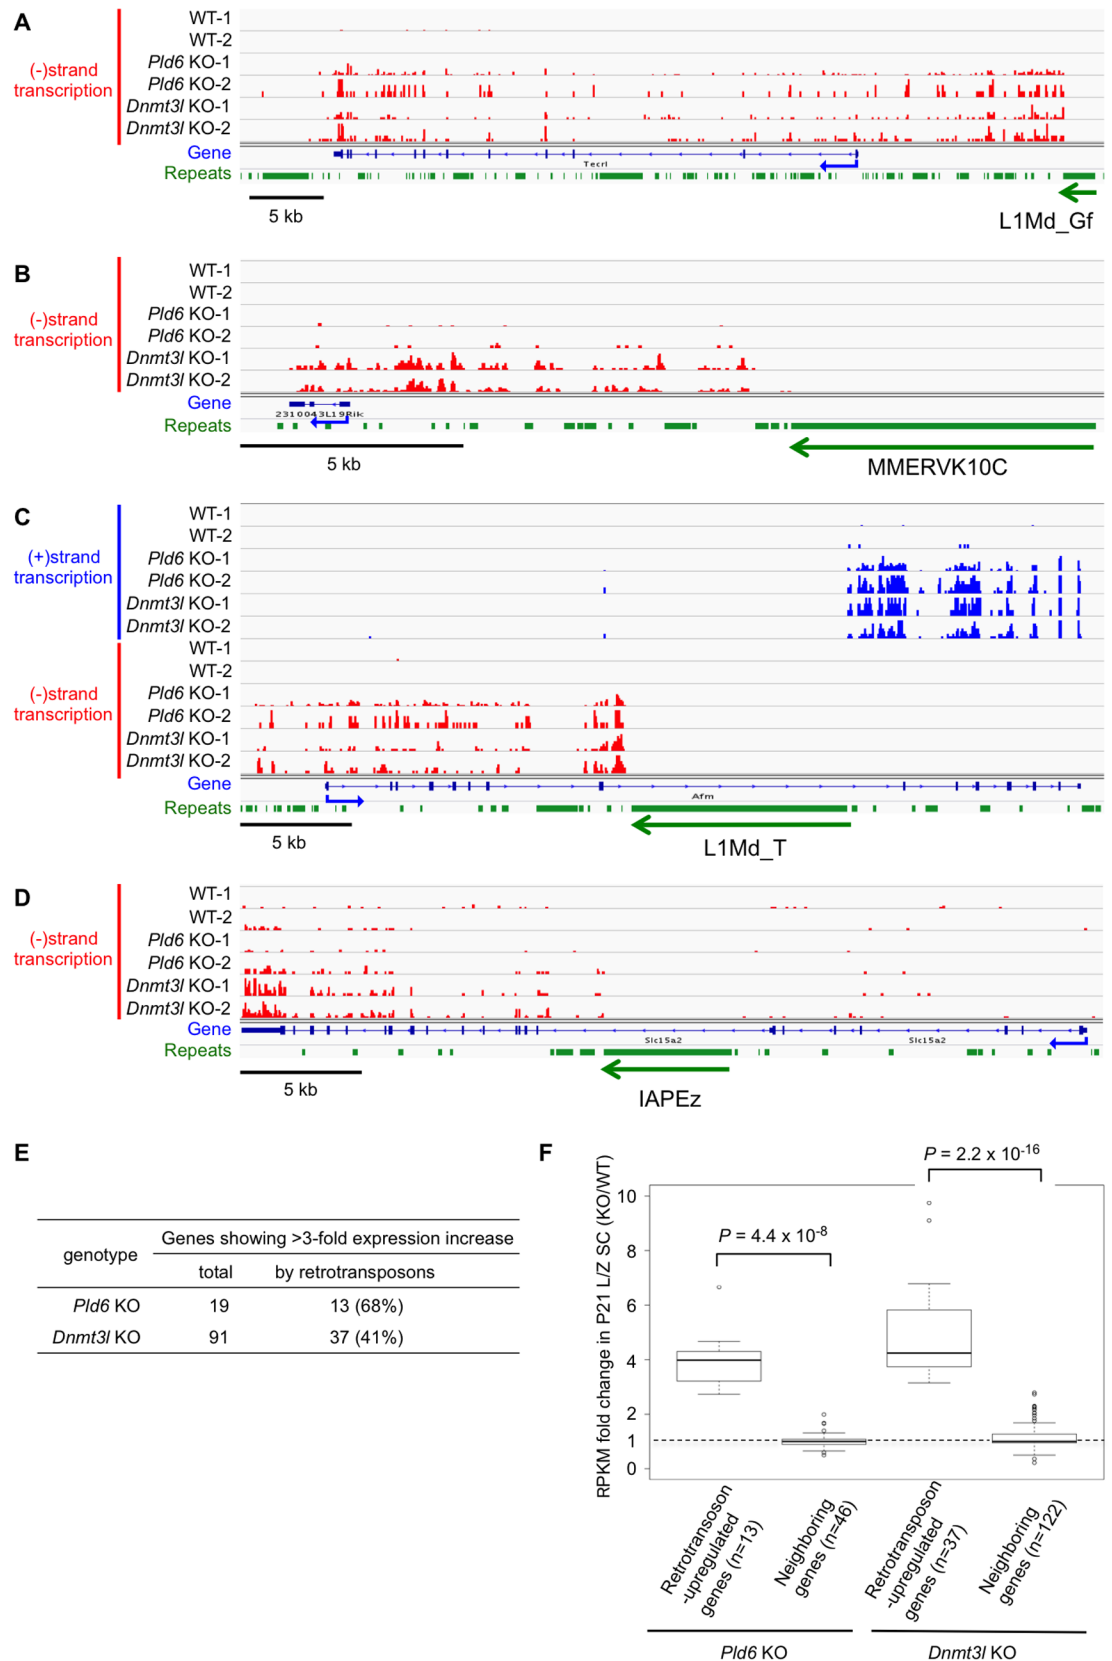 A
(-)strand
transcription
WT-1
WT-2
Pld6 KO-1
Pld6 KO-2
Dnmt3l KO-1
Dnmt3l KO-2
Gene
Tecrl
Repeats
5 kb
L1Md_Gf
B
(-)strand
transcription
WT-1
WT-2
Pld6 KO-1
Pld6 KO-2
Dnmt3l KO-1
Dnmt3l KO-2
Gene
2310043L19Rik
Repeats
5 kb
MMERVK10C
C
(+)strand
transcription
WT-1
WT-2
Pld6 KO-1
Pld6 KO-2
Dnmt3l KO-1
Dnmt3l KO-2
(-)strand
transcription
WT-1
WT-2
Pld6 KO-1
Pld6 KO-2
Dnmt3l KO-1
Dnmt3l KO-2
Gene
Afm
Repeats
5 kb
L1Md_T
D
(-)strand
transcription
WT-1
WT-2
Pld6 KO-1
Pld6 KO-2
Dnmt3l KO-1
Dnmt3l KO-2
Gene
Slc15a2 Slc15a2
Repeats
5 kb
IAPEz
E
genotype
Genes showing >3-fold expression increase
total by retrotransposons
Pld6 KO 19 13 (68%)
Dnmt3l KO 91 37 (41%)
F
RPKM fold change in P21 L/Z SC (KO/WT)
10
8
6
4
2
1
0
P = 4.4 x 10-8
P = 2.2 x 10-16
Retrotransoson
-upregulated
genes (n=13)
Neighboring
genes (n=46)
Retrotransposon
-upregulated
genes (n=37)
Neighboring
genes (n=122)
Pld6 KO
Dnmt3l KO